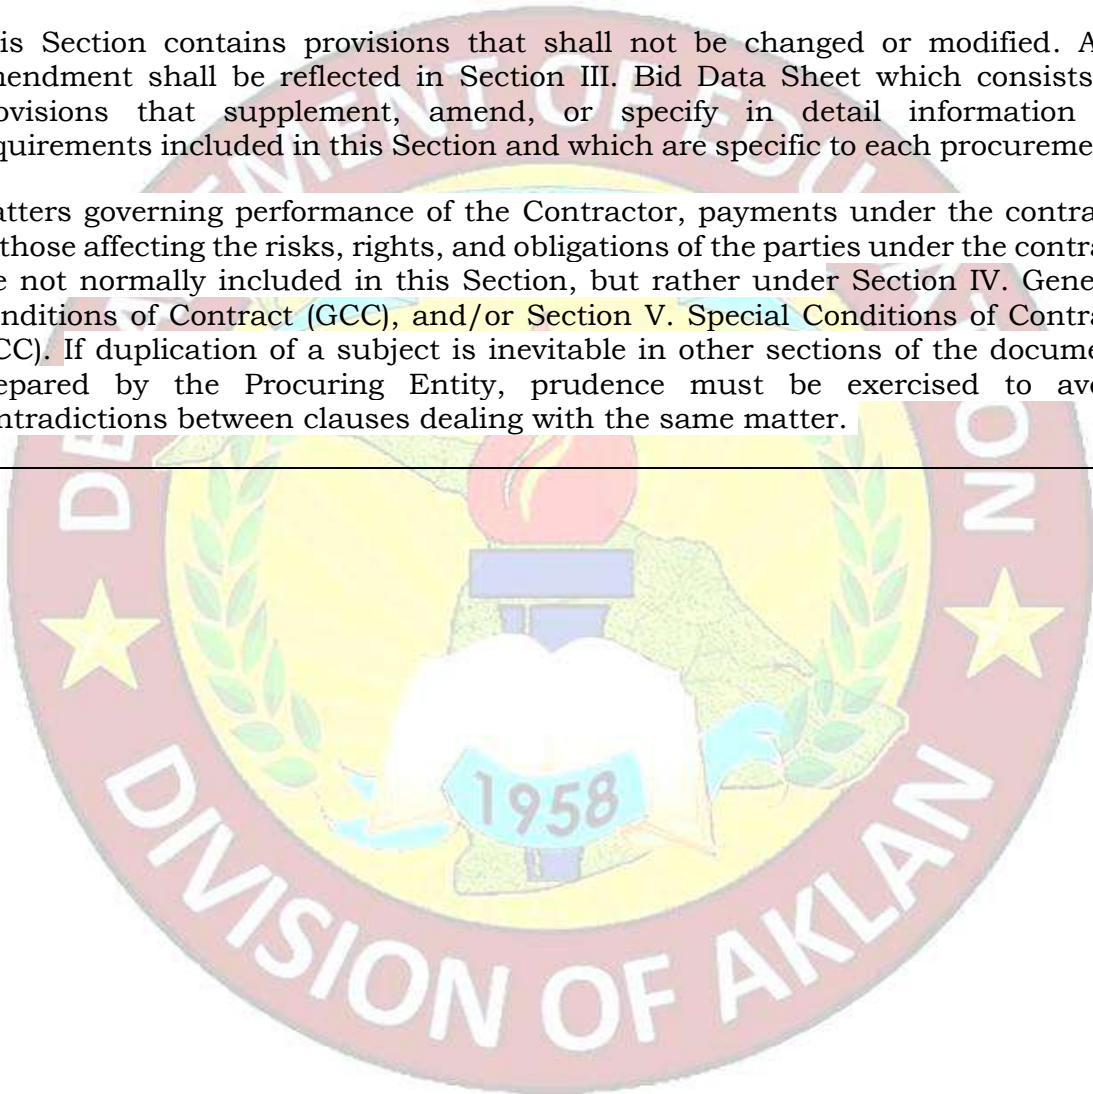 is Section contains provisions that shall not be changed or modified. A
mendment shall be reflected in Section III. Bid Data Sheet which consists
ovisions that supplement, amend, or specify in detail information
quirements included in this Section and which are specific to each procureme
atters governing performance of the Contractor, payments under the contra
those affecting the risks, rights, and obligations of the parties under the contra
e not normally included in this Section, but rather under Section IV. Gene
onditions of Contract (GCC), and/or Section V. Special Conditions of Contra
CC). If duplication of a subject is inevitable in other sections of the docume
epared by the Procuring Entity, prudence must be exercised to avo
ntradictions between clauses dealing with the same matter.
1958
DIVISION OF AKLAN